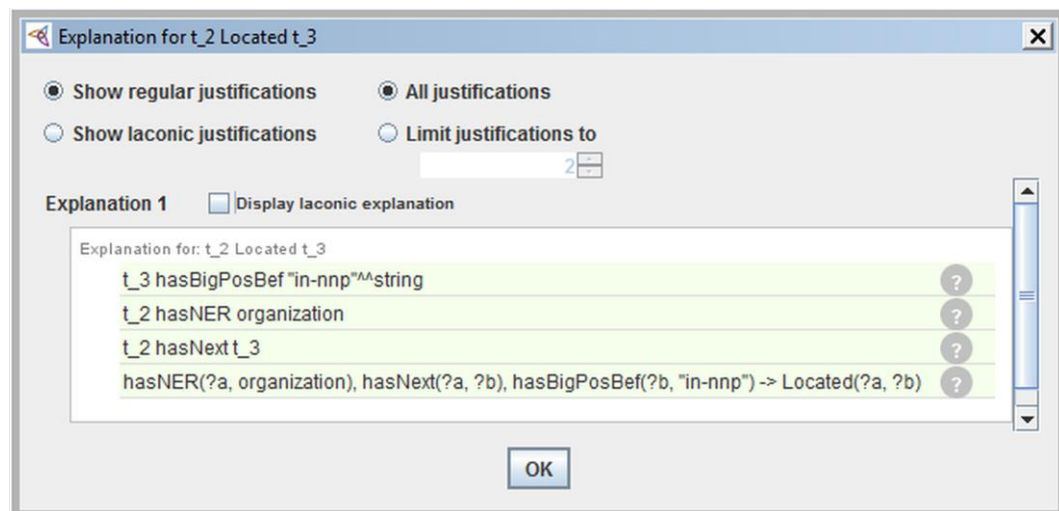 Explanation for t_2 Located t_3
Show regular justifications All justifications
Show laconic justifications Limit justifications to
2
Explanation 1 Display laconic explanation
Explanation for: t_2 Located t_3
t_3 hasBigPosBef "in-nnp"^^string ?
t_2 hasNER organization ?
t_2 hasNext t_3 ?
hasNER(?a, organization), hasNext(?a, ?b), hasBigPosBef(?b, "in-nnp") -> Located(?a, ?b) ?
OK